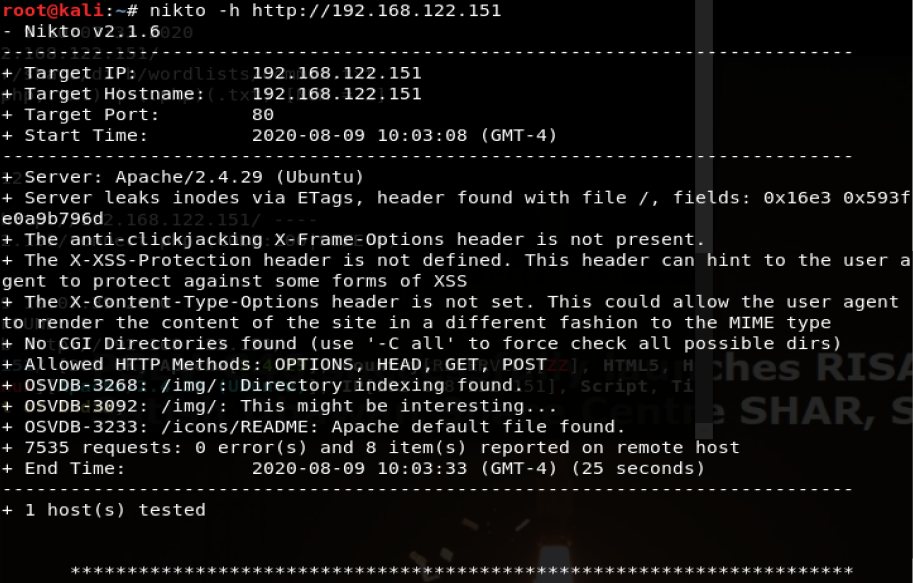 root@kali:~# nikto -h http://192.168.122.151
- Nikto v2.1.6
---------------------------------------------------------------------------
+ Target IP:          192.168.122.151
+ Target Hostname:    192.168.122.151
+ Target Port:        80
+ Start Time:         2020-08-09 10:03:08 (GMT-4)
---------------------------------------------------------------------------
+ Server: Apache/2.4.29 (Ubuntu)
+ Server leaks inodes via ETags, header found with file /, fields: 0x16e3 0x593f
e0a9b796d
+ The anti-clickjacking X-Frame-Options header is not present.
+ The X-XSS-Protection header is not defined. This header can hint to the user a
gent to protect against some forms of XSS
+ The X-Content-Type-Options header is not set. This could allow the user agent
to render the content of the site in a different fashion to the MIME type
+ No CGI Directories found (use '-C all' to force check all possible dirs)
+ Allowed HTTP Methods: OPTIONS, HEAD, GET, POST
+ OSVDB-3268: /img/: Directory indexing found.
+ OSVDB-3092: /img/: This might be interesting...
+ OSVDB-3233: /icons/README: Apache default file found.
+ 7535 requests: 0 error(s) and 8 item(s) reported on remote host
+ End Time:           2020-08-09 10:03:33 (GMT-4) (25 seconds)
---------------------------------------------------------------------------
+ 1 host(s) tested
*********************************************************************
ches RISA
Centre SHAR, S